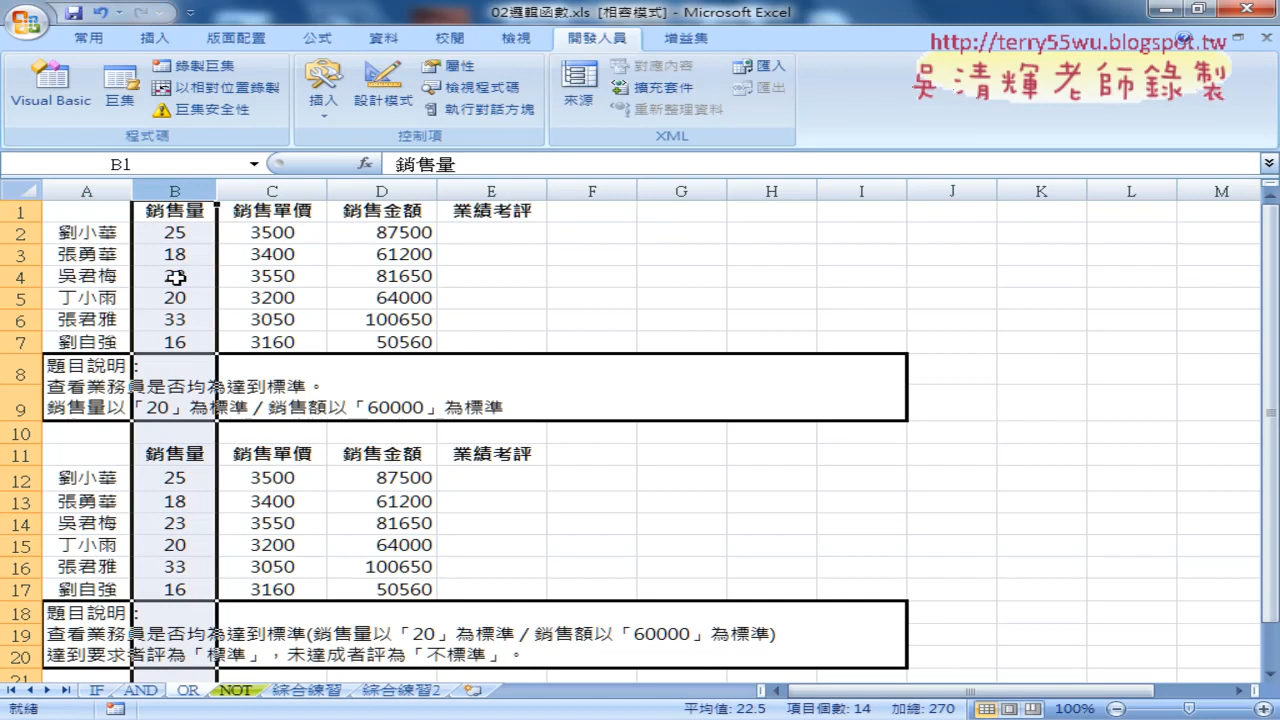 02邏輯函數.xls [相容模式] - Microsoft Excel
常用 插入 版面配置 公式 資料 校閱 檢視 開發人員 增益集
http://terry55wu.blogspot.tw
吳清輝老師錄製
Visual Basic 巨集 錄製巨集 以相對位置錄製 巨集安全性
程式碼
插入 設計模式 屬性 檢視程式碼 執行對話方塊
控制項
來源 對應內容 擴充套件 重新整理資料 匯入 匯出
XML
B1 fx 銷售量
A B C D E F G H I J K L M
1 銷售量 銷售單價 銷售金額 業績考評
2 劉小華 25 3500 87500
3 張勇華 18 3400 61200
4 吳君梅 3550 81650
5 丁小雨 20 3200 64000
6 張君雅 33 3050 100650
7 劉自強 16 3160 50560
8 題目說明：
查看業務員是否均為達到標準。
9 銷售量以「20」為標準 / 銷售額以「60000」為標準
10
11 銷售量 銷售單價 銷售金額 業績考評
12 劉小華 25 3500 87500
13 張勇華 18 3400 61200
14 吳君梅 23 3550 81650
15 丁小雨 20 3200 64000
16 張君雅 33 3050 100650
17 劉自強 16 3160 50560
18 題目說明：
19 查看業務員是否均為達到標準(銷售量以「20」為標準 / 銷售額以「60000」為標準)
20 達到要求者評為「標準」，未達成者評為「不標準」。
21
IF AND OR NOT 綜合練習 綜合練習2
就緒 平均值: 22.5 項目個數: 14 加總: 270 100%